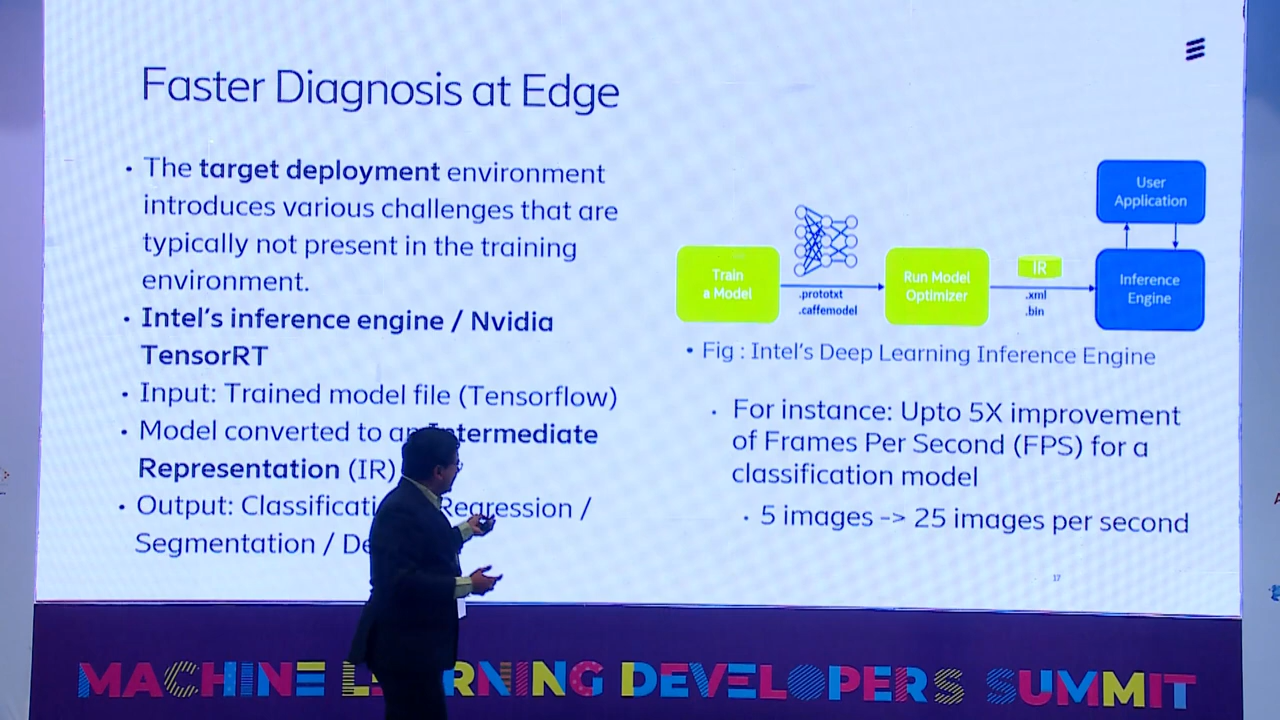 Faster Diagnosis at Edge
• The target deployment environment
introduces various challenges that are
typically not present in the training
environment.
• Intel's inference engine / Nvidia
TensorRT
• Input: Trained model file (Tensorflow)
• Model converted to an Intermediate
Representation (IR)
• Output: Classificati Regression /
Segmentation / De
Train
a Model
.prototxt
.caffemodel
Run Model
Optimizer
IR
.xml
.bin
User
Application
Inference
Engine
• Fig : Intel's Deep Learning Inference Engine
• For instance: Upto 5X improvement
of Frames Per Second (FPS) for a
classification model
• 5 images -> 25 images per second
17
MACHINE LEARNING DEVELOPERS SUMMIT